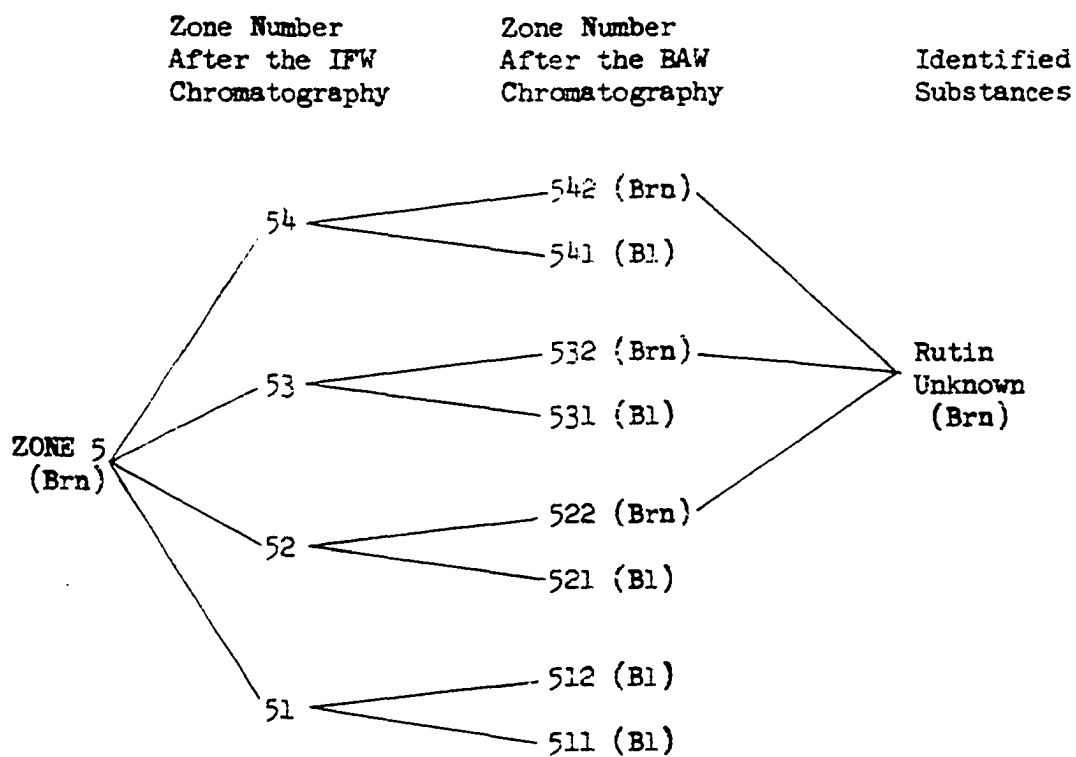 Zone Number
After the IFW
Chromatography
Zone Number
After the BAW
Chromatography
Identified
Substances
542 (Brn)
54
541 (Bl)
532 (Brn)
Rutin
Unknown
(Brn)
53
531 (Bl)
ZONE 5
(Brn)
522 (Brn)
52
521 (Bl)
512 (Bl)
51
511 (Bl)